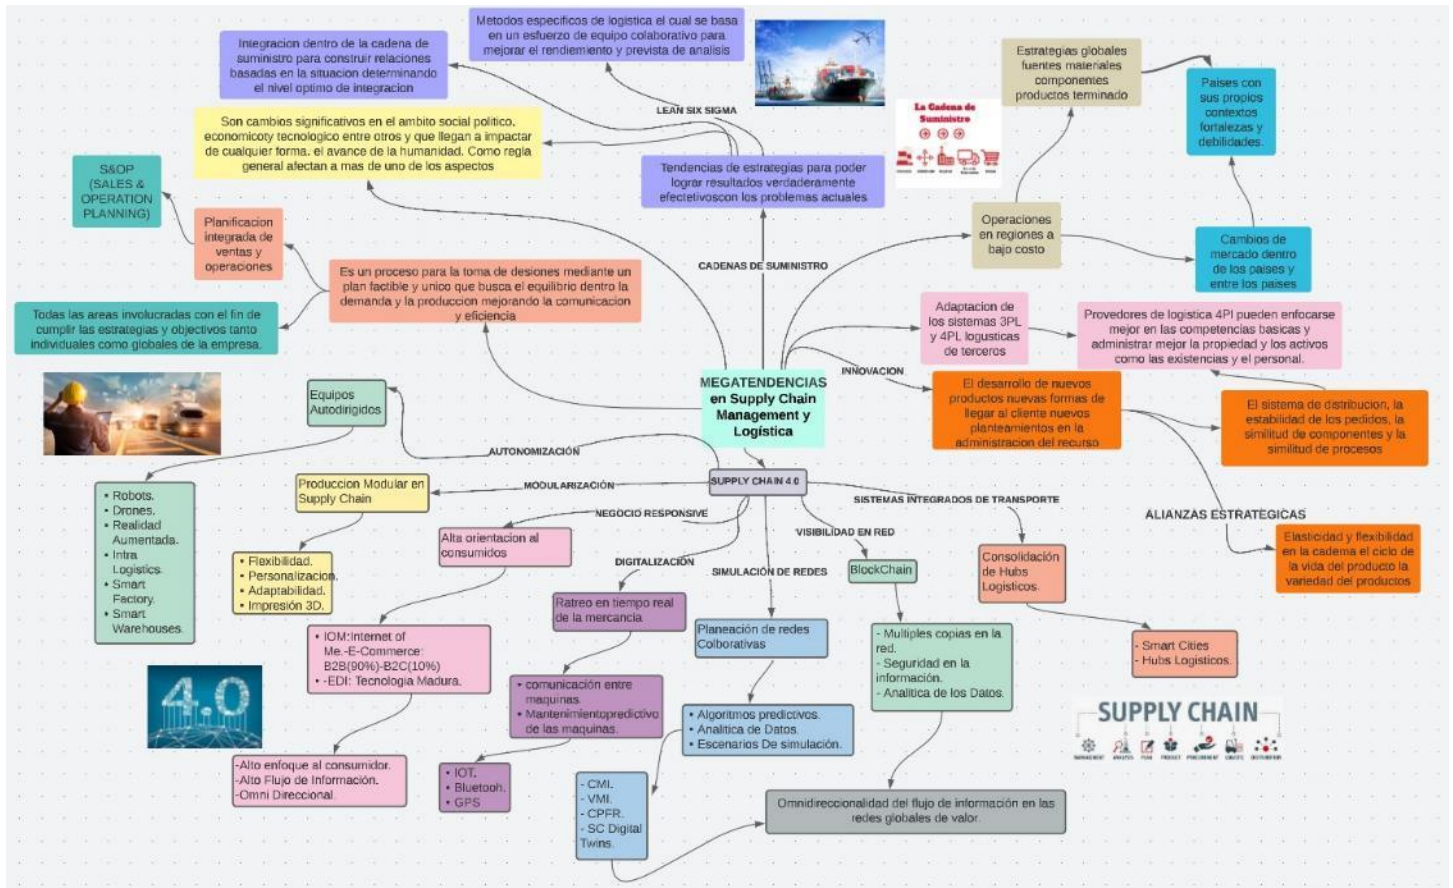 Metodos especificos de logistica el cual se basa
en un esfuerzo de equipo colaborativo para
mejorar el rendimiento y prevista de analisis
Integracion dentro de la cadena de
suministro para construir relaciones
basadas en la situacion determinando
el nivel optimo de integracion
LEAN SIX SIGMA
Estrategias globales
fuentes materiales
componentes
productos terminado
Paises con
sus propios
contextos
fortalezas y
debilidades.
La Cadena de
Suministro
Son cambios significativos en el ambito social politico,
economicoty tecnologico entre otros y que llegan a impactar
de cualquier forma. el avance de la humanidad. Como regla
general afectan a mas de uno de los aspectos
S&OP
(SALES &
OPERATION
PLANNING)
Tendencias de estrategias para poder
lograr resultados verdaderamente
efectetivoscon los problemas actuales
Planificacion
integrada de
ventas y
operaciones
Operaciones
en regiones a
bajo costo
Cambios de
mercado dentro
de los paises y
entre los paises
CADENAS DE SUMINISTRO
Es un proceso para la toma de desiones mediante un
plan factible y unico que busca el equilibrio dentro la
demanda y la produccion mejorando la comunicacion
y eficiencia
Todas las areas involucradas con el fin de
cumplir las estrategias y objectivos tanto
individuales como globales de la empresa.
Adaptacion de
los sistemas 3PL
y 4PL logusticas
de terceros
Provedores de logistica 4Pl pueden enfocarse
mejor en las competencias basicas y
administrar mejor la propiedad y los activos
como las existencias y el personal.
INNOVACION
MEGATENDENCIAS
en Supply Chain
Management y
Logística
El desarrollo de nuevos
productos nuevas formas de
llegar al cliente nuevos
planteamientos en la
administracion del recurso
El sistema de distribucion, la
estabilidad de los pedidos, la
similitud de componentes y la
similitud de procesos
Equipos
Autodirigidos
AUTONOMIZACIÓN
SUPPLY CHAIN 4.0
MODULARIZACIÓN
Produccion Modular en
Supply Chain
SISTEMAS INTEGRADOS DE TRANSPORTE
NEGOCIO RESPONSIVE
ALIANZAS ESTRATEGICAS
VISIBILIDAD EN RED
Elasticidad y flexibilidad
en la cadema el ciclo de
la vida del producto la
variedad del productos
• Robots.
• Drones.
• Realidad
Aumentada.
• Intra
Logistics.
• Smart
Factory.
• Smart
Warehouses.
Alta orientacion al
consumidos
• Flexibilidad.
• Personalizacion.
• Adaptabilidad.
• Impresión 3D.
DIGITALIZACIÓN
SIMULACIÓN DE REDES
BlockChain
Consolidación
de Hubs
Logisticos.
Ratreo en tiempo real
de la mercancia
Planeación de redes
Colborativas
• IOM:Internet of
Me.-E-Commerce:
B2B(90%)-B2C(10%)
• -EDI: Tecnologia Madura.
- Multiples copias en la
red.
- Seguridad en la
información.
- Analitica de los Datos.
- Smart Cities
- Hubs Logisticos.
• comunicación entre
maquinas.
• Mantenimientopredictivo
de las maquinas.
• Algoritmos predictivos.
• Analitica de Datos.
• Escenarios De simulación.
4.0
SUPPLY CHAIN
MANAGEMENT ANALYSIS PLAN PRODUCT PROCUREMENT LOGISTIC DISTRIBUTION
-Alto enfoque al consumidor.
-Alto Flujo de Información.
-Omni Direccional.
• IOT.
• Bluetooh.
• GPS
- CMI.
- VMI.
- CPFR.
- SC Digital
Twins.
Omnidireccionalidad del flujo de información en las
redes globales de valor.